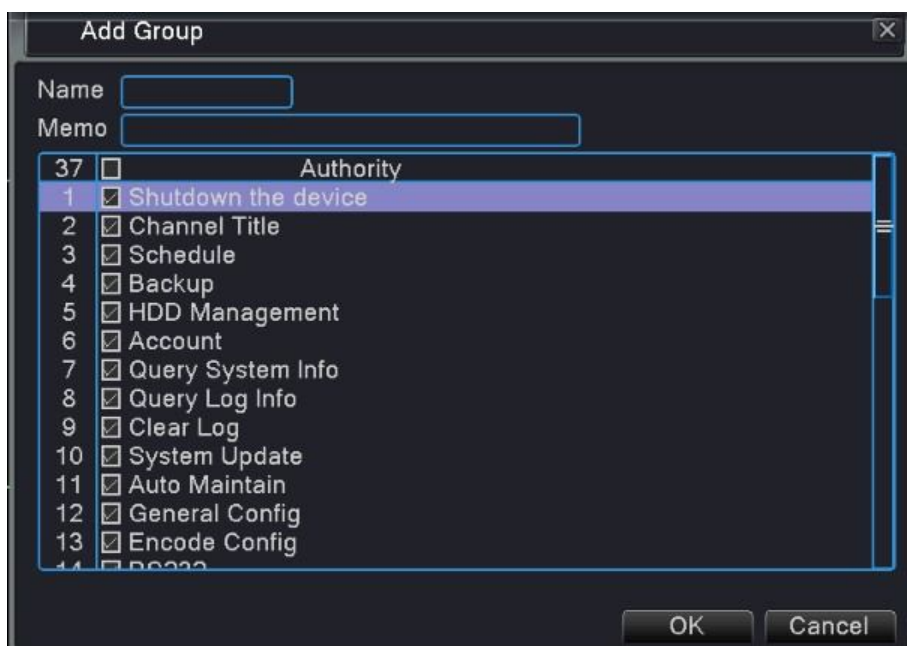 Add Group
Name
Memo
37 Authority
1 Shutdown the device
2 Channel Title
3 Schedule
4 Backup
5 HDD Management
6 Account
7 Query System Info
8 Query Log Info
9 Clear Log
10 System Update
11 Auto Maintain
12 General Config
13 Encode Config
14 RS232
OK Cancel